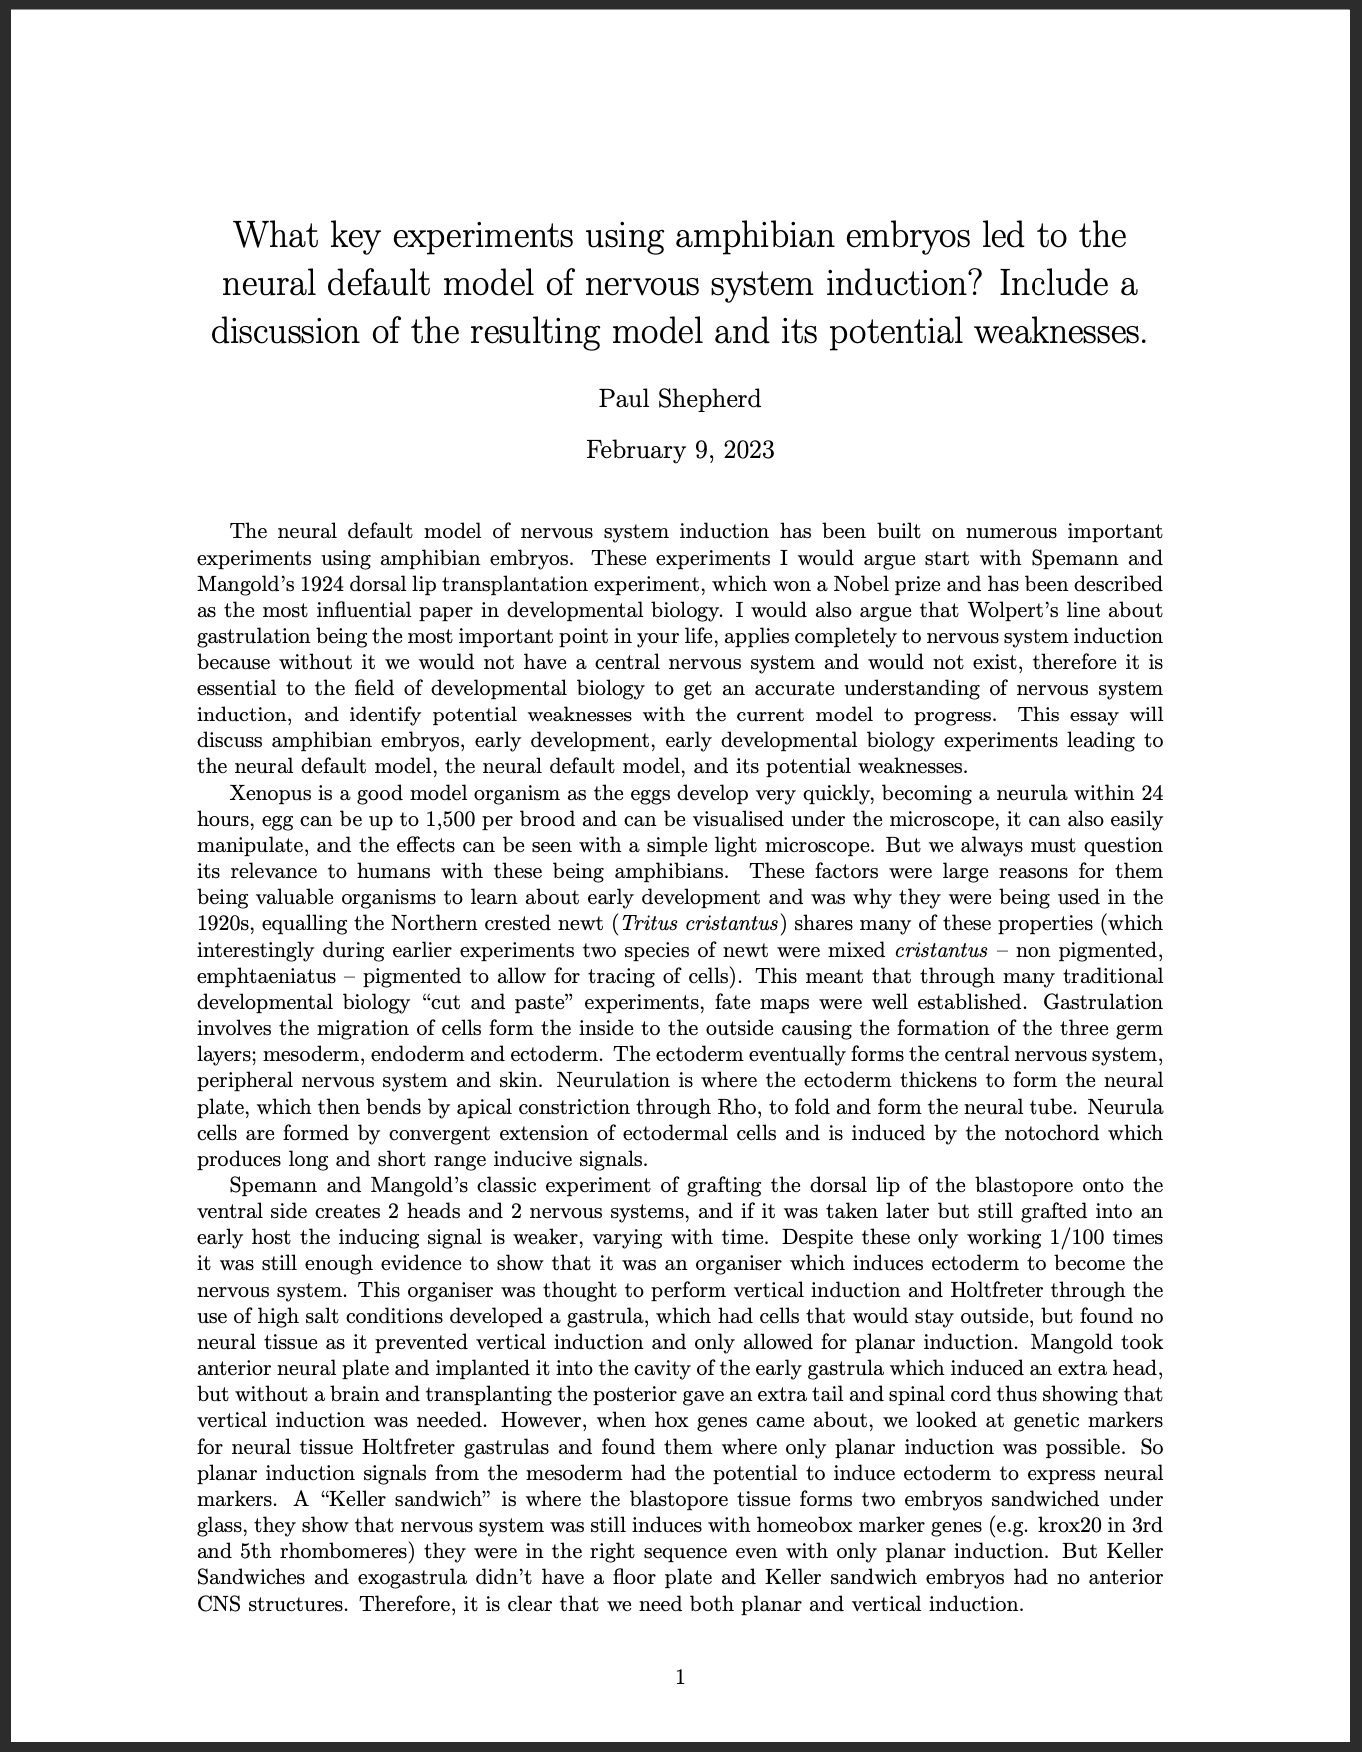 What key experiments using amphibian embryos led to the
neural default model of nervous system induction? Include a
discussion of the resulting model and its potential weaknesses.
Paul Shepherd
February 9, 2023
The neural default model of nervous system induction has been built on numerous important
experiments using amphibian embryos. These experiments I would argue start with Spemann and
Mangold's 1924 dorsal lip transplantation experiment, which won a Nobel prize and has been described
as the most influential paper in developmental biology. I would also argue that Wolpert's line about
gastrulation being the most important point in your life, applies completely to nervous system induction
because without it we would not have a central nervous system and would not exist, therefore it is
essential to the field of developmental biology to get an accurate understanding of nervous system
induction, and identify potential weaknesses with the current model to progress. This essay will
discuss amphibian embryos, early development, early developmental biology experiments leading to
the neural default model, the neural default model, and its potential weaknesses.
Xenopus is a good model organism as the eggs develop very quickly, becoming a neurula within 24
hours, egg can be up to 1,500 per brood and can be visualised under the microscope, it can also easily
manipulate, and the effects can be seen with a simple light microscope. But we always must question
its relevance to humans with these being amphibians. These factors were large reasons for them
being valuable organisms to learn about early development and was why they were being used in the
1920s, equalling the Northern crested newt (Tritus cristantus) shares many of these properties (which
interestingly during earlier experiments two species of newt were mixed cristantus – non pigmented,
emphtaeniatus – pigmented to allow for tracing of cells). This meant that through many traditional
developmental biology "cut and paste" experiments, fate maps were well established. Gastrulation
involves the migration of cells form the inside to the outside causing the formation of the three germ
layers; mesoderm, endoderm and ectoderm. The ectoderm eventually forms the central nervous system,
peripheral nervous system and skin. Neurulation is where the ectoderm thickens to form the neural
plate, which then bends by apical constriction through Rho, to fold and form the neural tube. Neurula
cells are formed by convergent extension of ectodermal cells and is induced by the notochord which
produces long and short range inducive signals.
Spemann and Mangold's classic experiment of grafting the dorsal lip of the blastopore onto the
ventral side creates 2 heads and 2 nervous systems, and if it was taken later but still grafted into an
early host the inducing signal is weaker, varying with time. Despite these only working 1/100 times
it was still enough evidence to show that it was an organiser which induces ectoderm to become the
nervous system. This organiser was thought to perform vertical induction and Holtfreter through the
use of high salt conditions developed a gastrula, which had cells that would stay outside, but found no
neural tissue as it prevented vertical induction and only allowed for planar induction. Mangold took
anterior neural plate and implanted it into the cavity of the early gastrula which induced an extra head,
but without a brain and transplanting the posterior gave an extra tail and spinal cord thus showing that
vertical induction was needed. However, when hox genes came about, we looked at genetic markers
for neural tissue Holtfreter gastrulas and found them where only planar induction was possible. So
planar induction signals from the mesoderm had the potential to induce ectoderm to express neural
markers. A "Keller sandwich" is where the blastopore tissue forms two embryos sandwiched under
glass, they show that nervous system was still induces with homeobox marker genes (e.g. krox20 in 3rd
and 5th rhombomeres) they were in the right sequence even with only planar induction. But Keller
Sandwiches and exogastrula didn't have a floor plate and Keller sandwich embryos had no anterior
CNS structures. Therefore, it is clear that we need both planar and vertical induction.
1